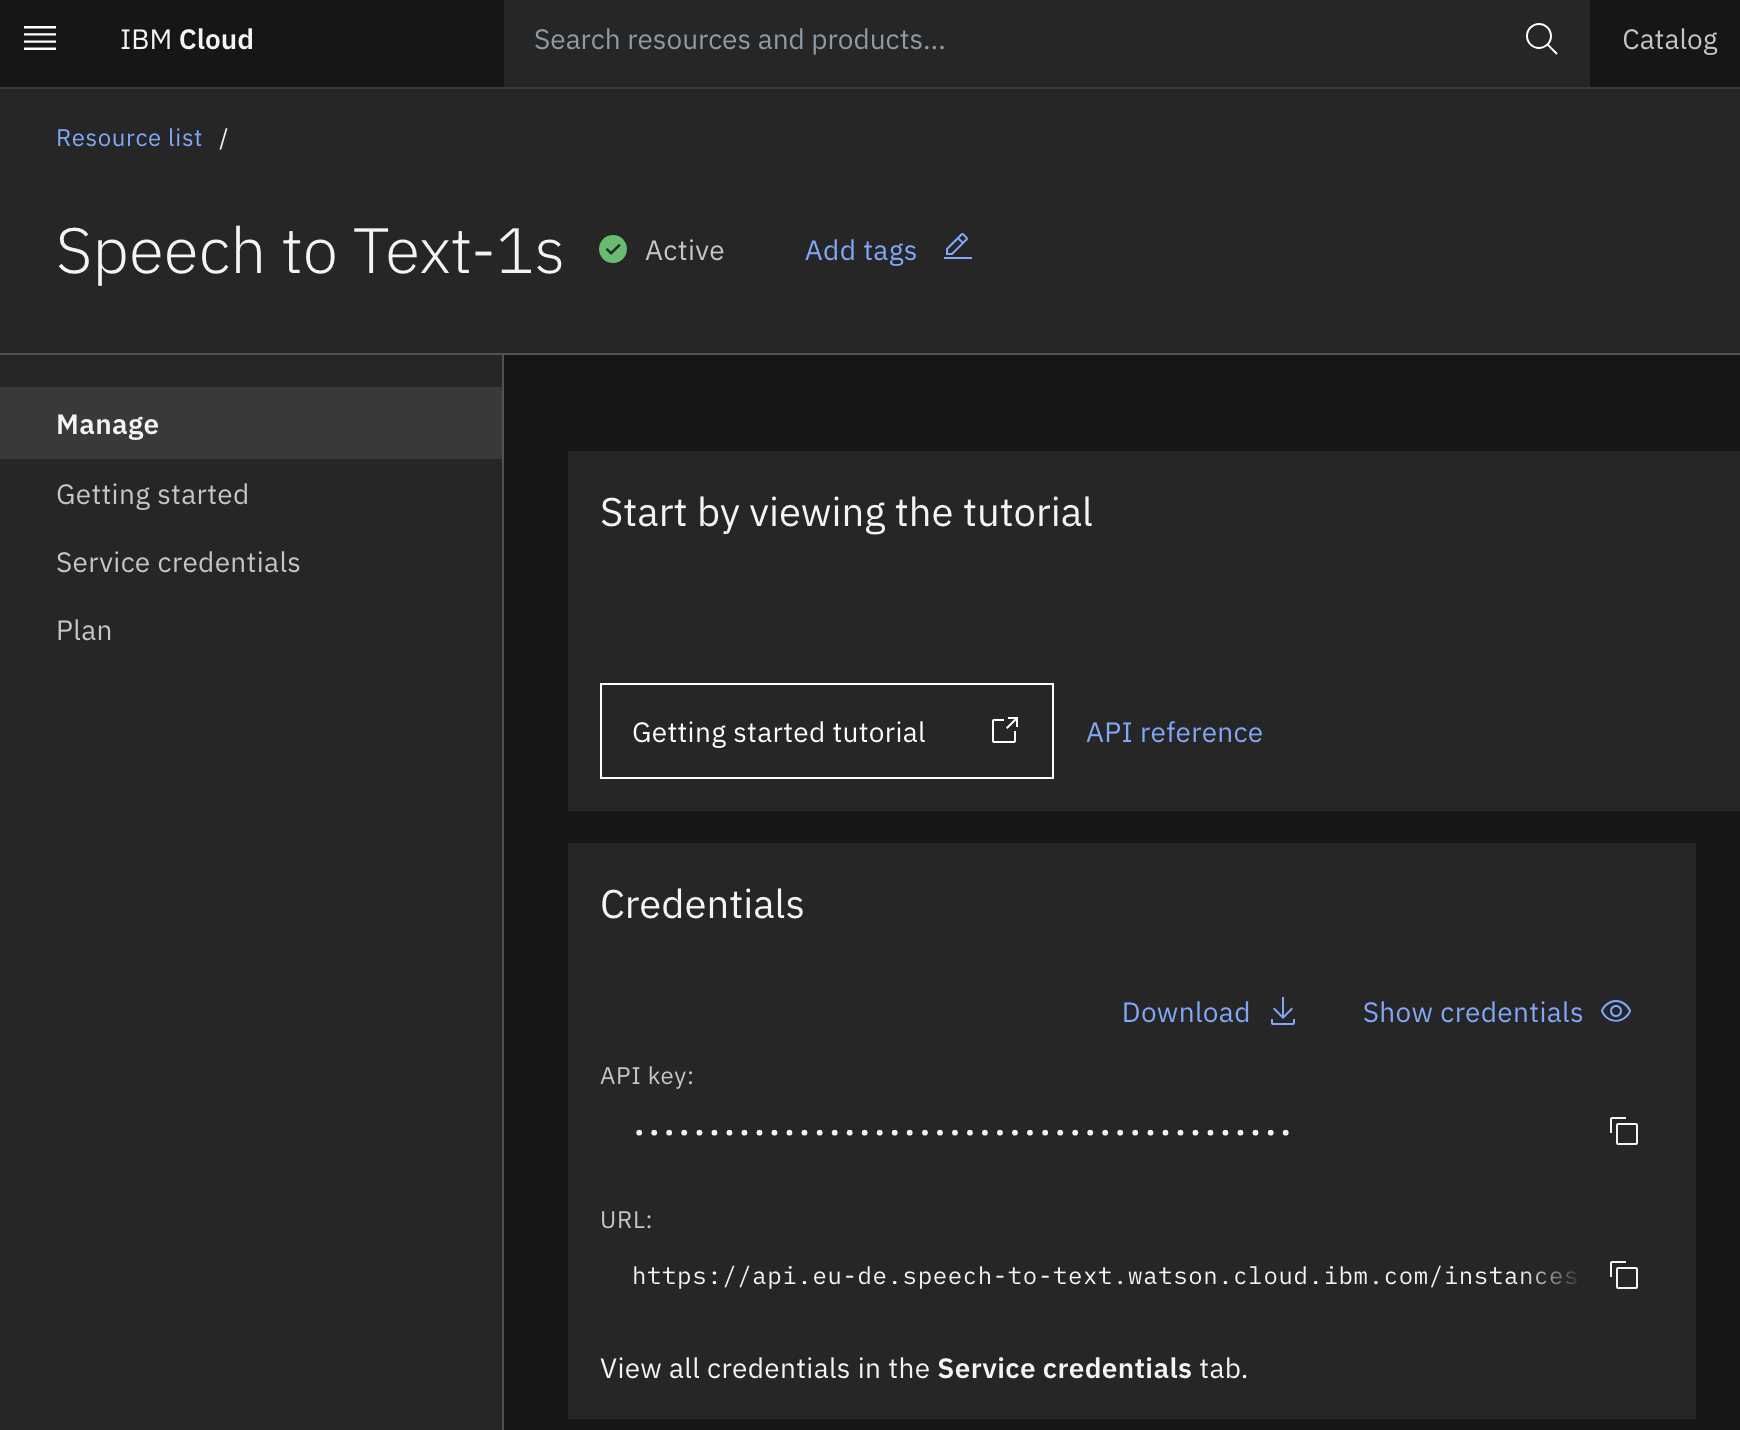 IBM Cloud
Search resources and products...
Catalog
Resource list /
Speech to Text-1s
Active
Add tags
Manage
Getting started
Service credentials
Plan
Start by viewing the tutorial
Getting started tutorial
API reference
Credentials
Download
Show credentials
API key:
••••••••••••••••••••••••••••••••••••••••••••
URL:
https://api.eu-de.speech-to-text.watson.cloud.ibm.com/instances
View all credentials in the Service credentials tab.